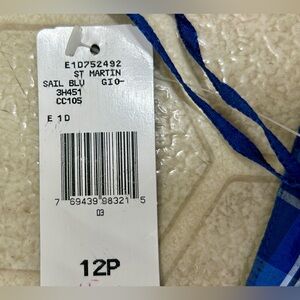 E1D752492
ST MARTIN
SAIL BLU GIO-
3H451
CC105
E 1D
7 69439 98321 5
03
12P